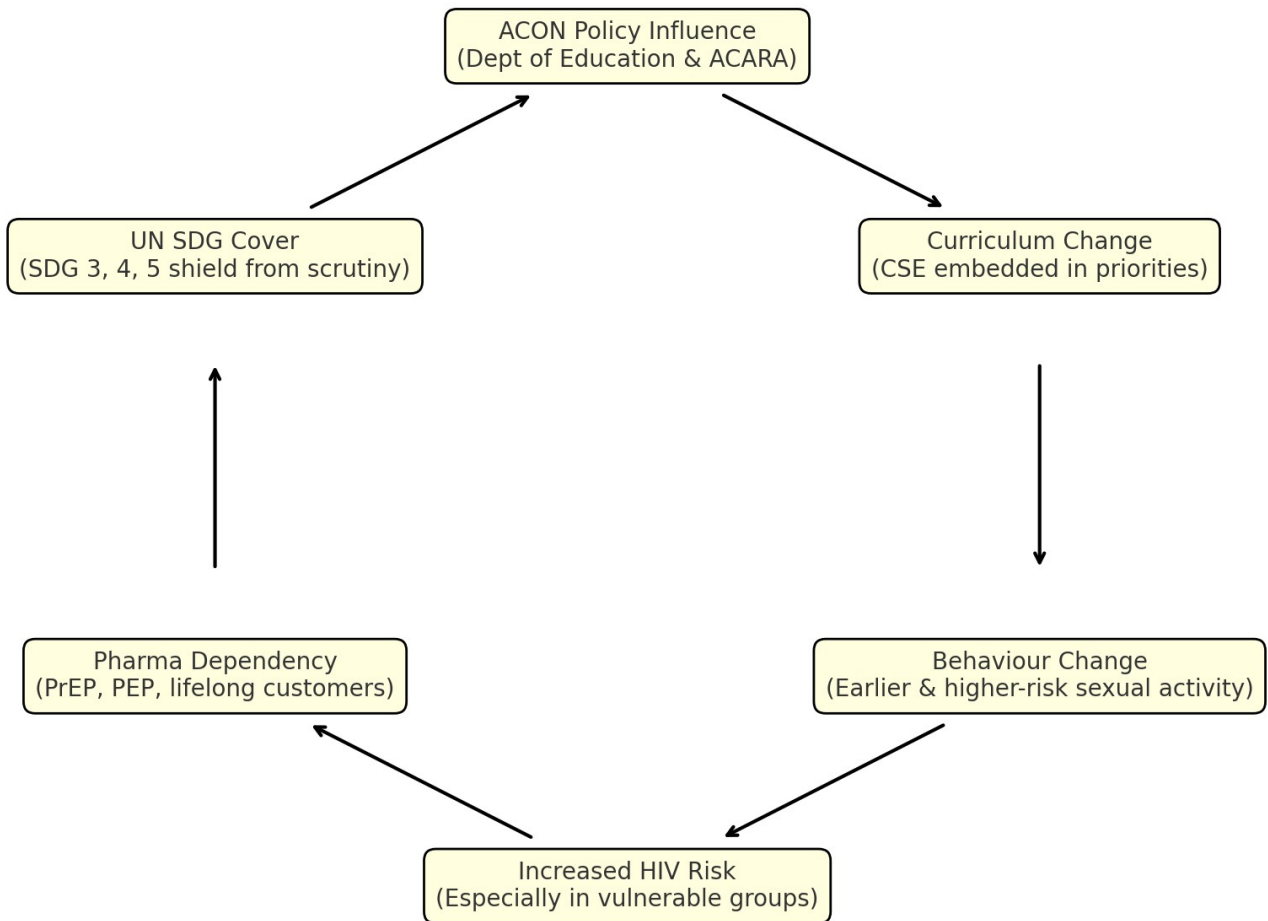 ACON Policy Influence
(Dept of Education & ACARA)
UN SDG Cover
(SDG 3, 4, 5 shield from scrutiny)
Curriculum Change
(CSE embedded in priorities)
Pharma Dependency
(PrEP, PEP, lifelong customers)
Behaviour Change
(Earlier & higher-risk sexual activity)
Increased HIV Risk
(Especially in vulnerable groups)